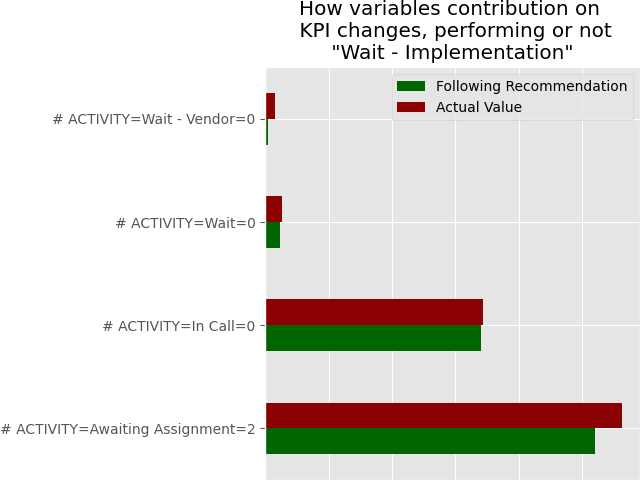 How variables contribution on
KPI changes, performing or not
"Wait - Implementation"
Following Recommendation
Actual Value
# ACTIVITY=Wait - Vendor=0
# ACTIVITY=Wait=0
# ACTIVITY=In Call=0
# ACTIVITY=Awaiting Assignment=2